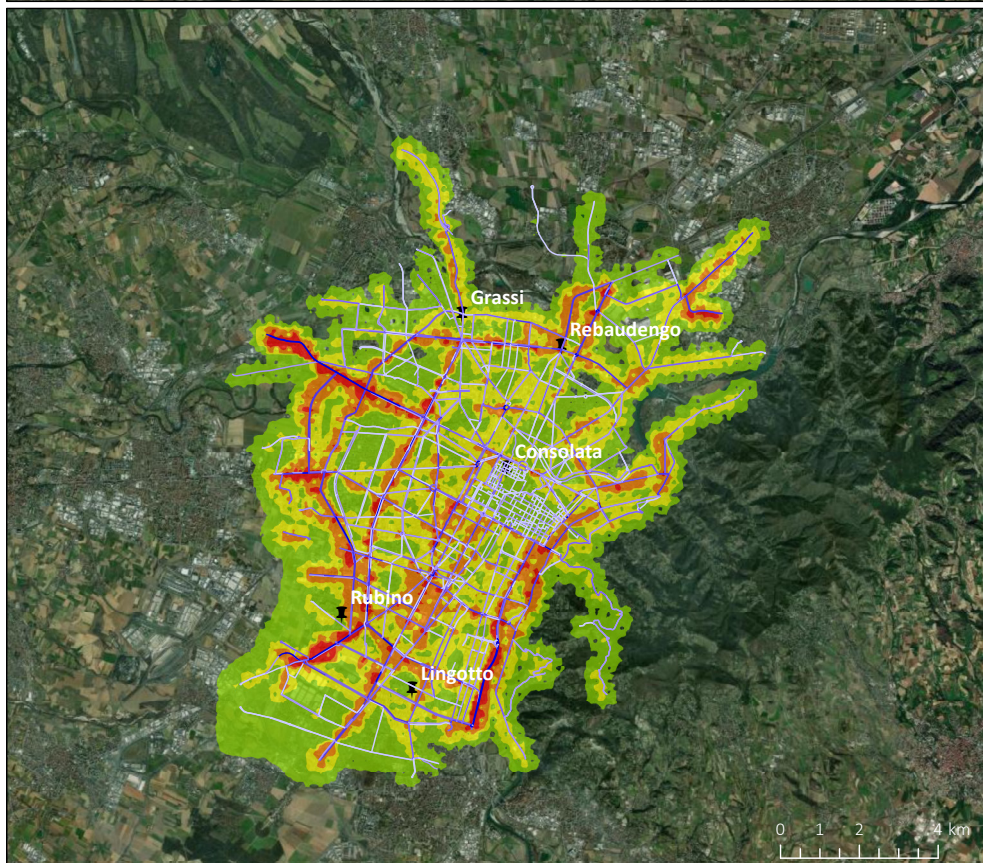 Grassi
Rebaudengo
Consolata
Rubino
Lingotto
0 1 2 4 km